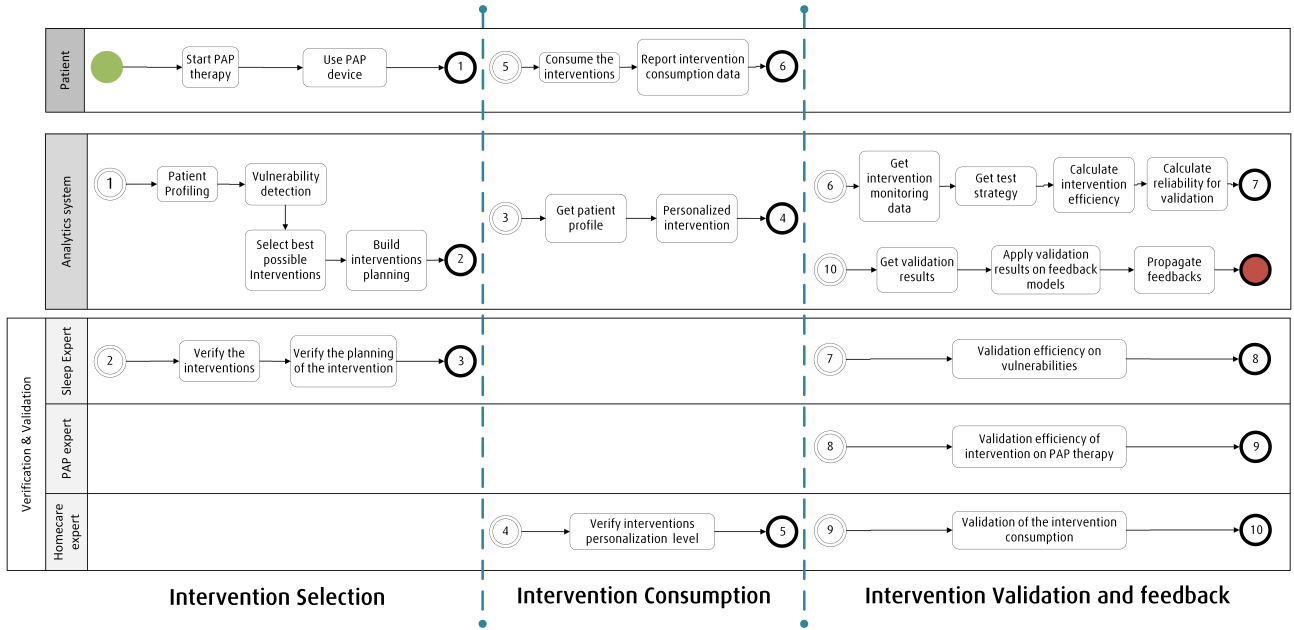 Patient
Start PAP
therapy
Use PAP
device
1
5
Consume the
interventions
Report intervention
consumption data
6
Analytics system
1
Patient
Profiling
Vulnerability
detection
Select best
possible
Interventions
Build
interventions
planning
2
3
Get patient
profile
Personalized
intervention
4
6
Get
intervention
monitoring
data
Get test
strategy
Calculate
intervention
efficiency
Calculate
reliability for
validation
7
10
Get validation
results
Apply validation
results on feedback
models
Propagate
feedbacks
Verification & Validation
Sleep Expert
2
Verify the
interventions
Verify the planning
of the intervention
3
7
Validation efficiency on
vulnerabilities
8
PAP expert
8
Validation efficiency of
intervention on PAP therapy
9
Homecare
expert
4
Verify interventions
personalization level
5
9
Validation of the intervention
consumption
10
Intervention Selection
Intervention Consumption
Intervention Validation and feedback